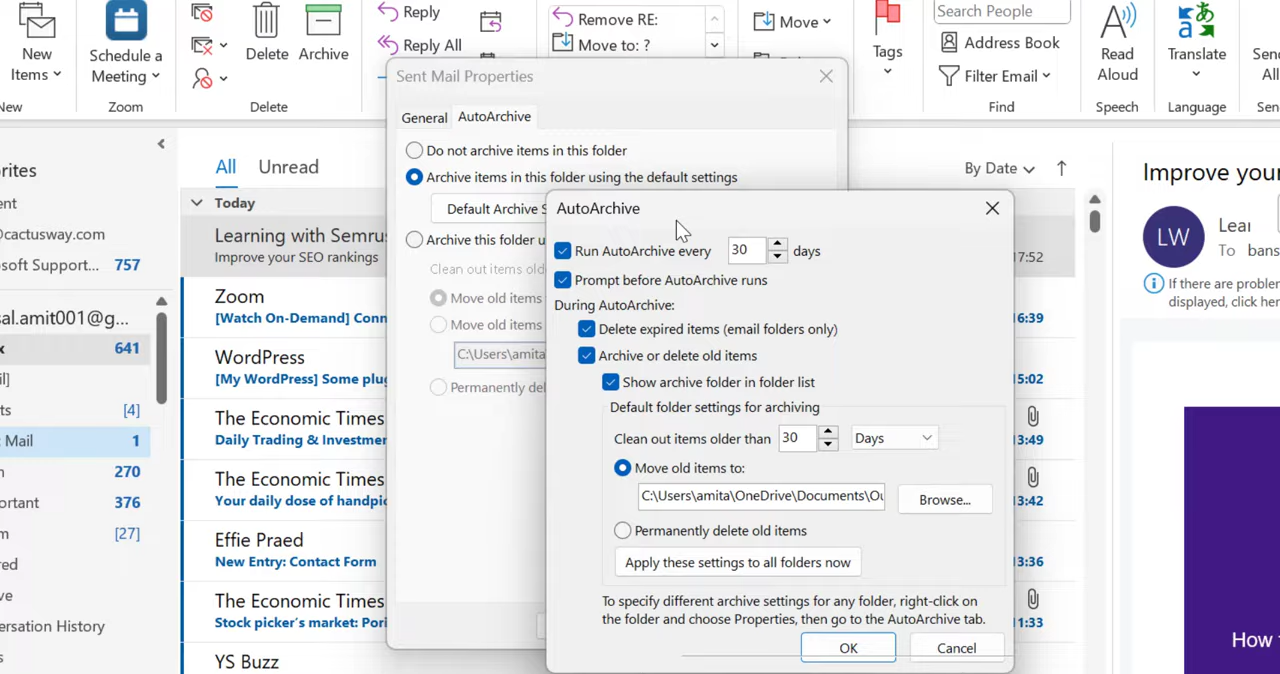 New
Items
New
Schedule a
Meeting
Zoom
Delete
Archive
Delete
Reply
Reply All
Remove RE:
Move to: ?
Move
Tags
Search People
Address Book
Filter Email
Find
Read
Aloud
Speech
Translate
Language
All
Unread
By Date
Today
Learning with
Improve your SEO rankings
17:52
Zoom
[Watch On-Demand]
16:39
WordPress
[My WordPress] Some
15:02
The Economic Times
Daily Trading &
13:49
The Economic Times
Your daily dose of
13:42
Effie Praed
New Entry: Contact Form
13:36
The Economic Times
Stock picker's market:
11:33
YS Buzz
@cactusway.com
Support... 757
641
[4]
Mail 1
270
376
[27]
History
Sent Mail Properties
General
AutoArchive
Do not archive items in this folder
Archive items in this folder using the default settings
Default Archive
Archive this folder
Clean out items
Move old items
Move old items
C:\Users\amita
Permanently
AutoArchive
Run AutoArchive every 30 days
Prompt before AutoArchive runs
During AutoArchive:
Delete expired items (email folders only)
Archive or delete old items
Show archive folder in folder list
Default folder settings for archiving
Clean out items older than 30 Days
Move old items to:
C:\Users\amita\OneDrive\Documents\Ou
Browse...
Permanently delete old items
Apply these settings to all folders now
To specify different archive settings for any folder, right-click on
the folder and choose Properties, then go to the AutoArchive tab.
OK
Cancel
Improve your
LW
To
If there are
displayed, click
How